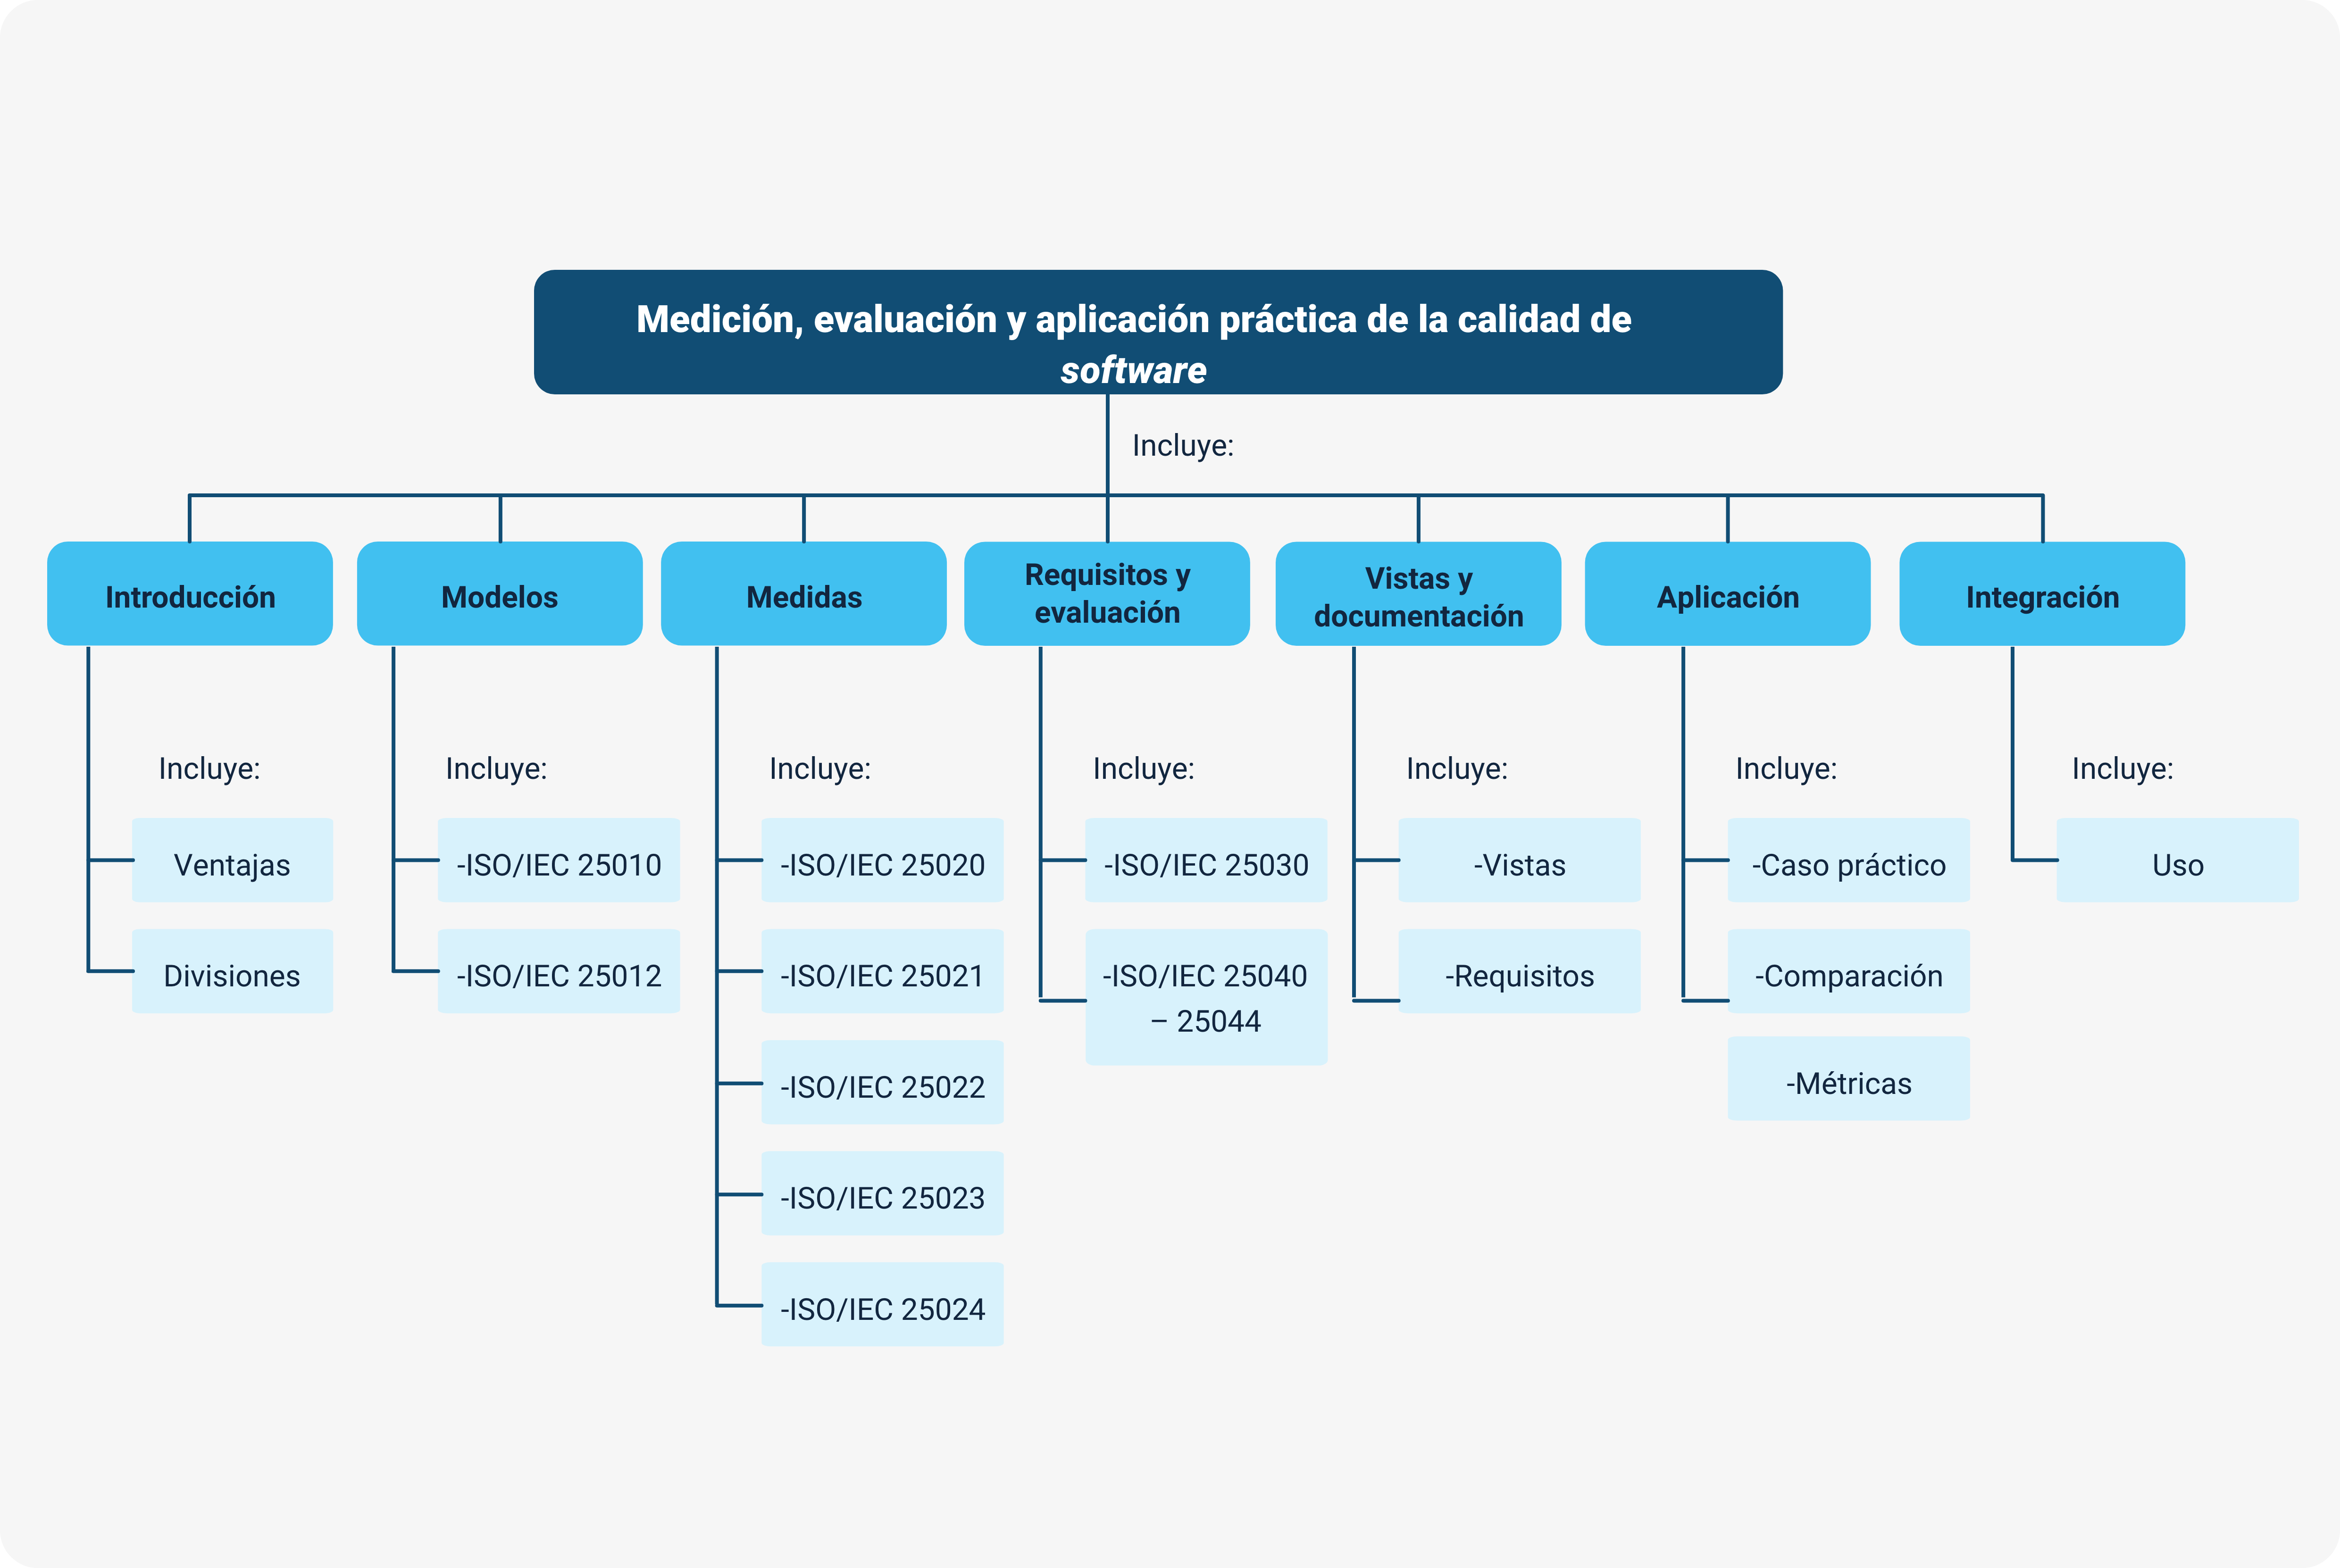 Medición, evaluación y aplicación práctica de la calidad de
software
Incluye:
Introducción
Incluye:
Ventajas
Divisiones
Modelos
Incluye:
-ISO/IEC 25010
-ISO/IEC 25012
Medidas
Incluye:
-ISO/IEC 25020
-ISO/IEC 25021
-ISO/IEC 25022
-ISO/IEC 25023
-ISO/IEC 25024
Requisitos y
evaluación
Incluye:
-ISO/IEC 25030
-ISO/IEC 25040
– 25044
Vistas y
documentación
Incluye:
-Vistas
-Requisitos
Aplicación
Incluye:
-Caso práctico
-Comparación
-Métricas
Integración
Incluye:
Uso